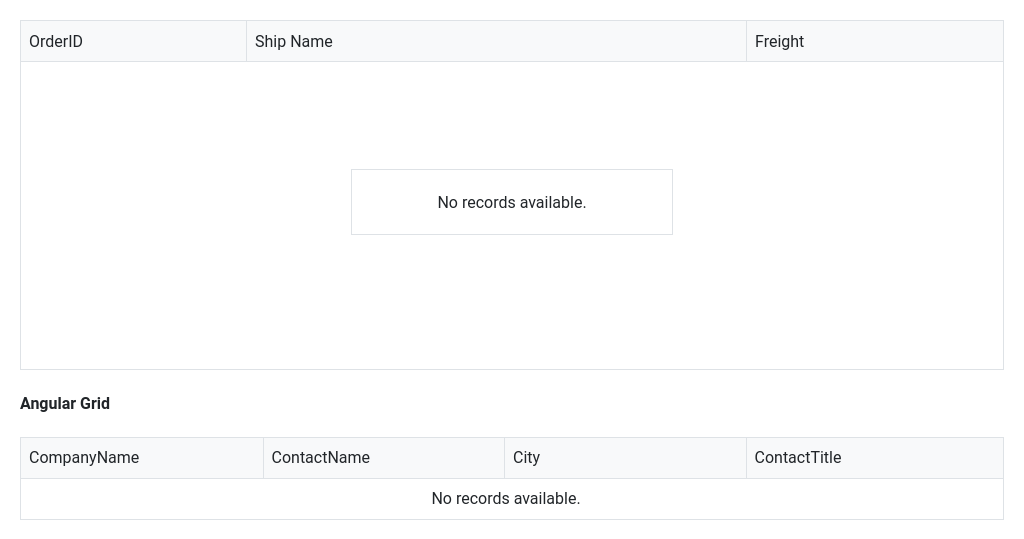 OrderID Ship Name Freight
No records available.
Angular Grid
CompanyName ContactName City ContactTitle
No records available.